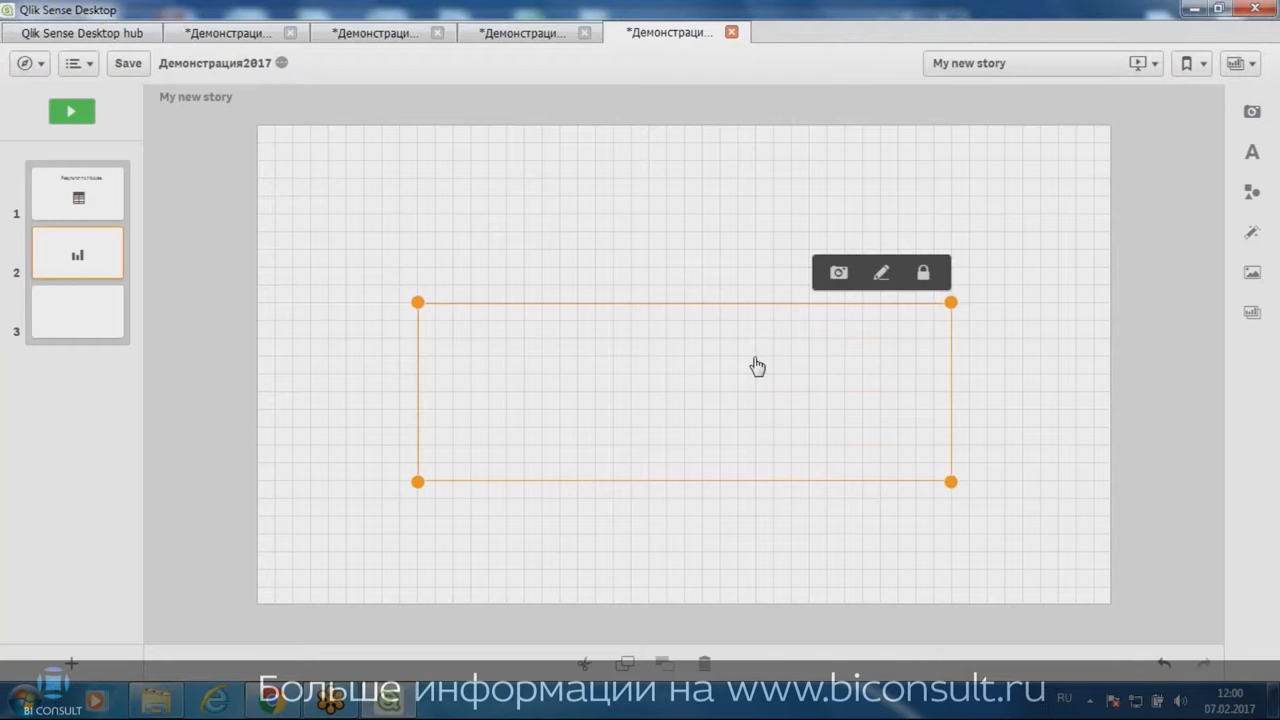 Qlik Sense Desktop
Qlik Sense Desktop hub
*Демонстраци...
*Демонстраци...
*Демонстраци...
*Демонстраци...
Save
Демонстрация2017
My new story
My new story
1
2
3
Больше информации на www.biconsult.ru
BI CONSULT
RU
12:00
07.02.2017